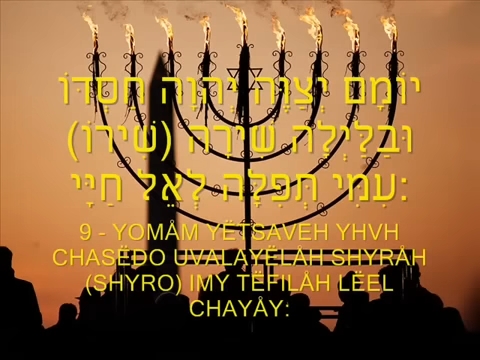 יוֹמָם יְצַוֶּה יְהוָה חַסְדּוֹ
וּבַלַּיְלָה שִׁירָה (שִׁירוֹ)
עִמִּי תְּפִלָּה לְאֵל חַיָּי:
9 - YOMÅM YËTSAVEH YHVH
CHASËDO UVALAYËLÅH SHYRÅH
(SHYRO) IMY TËFILÅH LËEL
CHAYÅY: